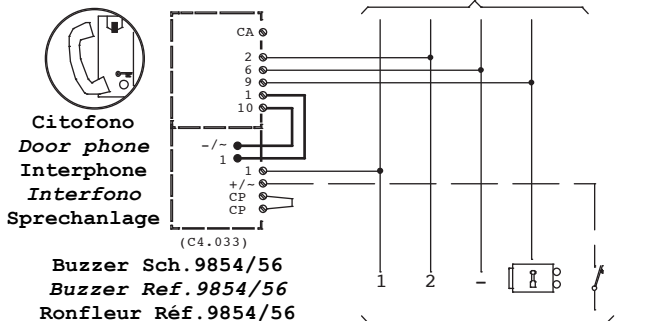 CA
2
6
9
1
10
-/~
1
1
+/~
CP
CP
(C4.033)
Citofono
Door phone
Interphone
Interfono
Sprechanlage
Buzzer Sch.9854/56
Buzzer Ref.9854/56
Ronfleur Réf.9854/56
1 2 –